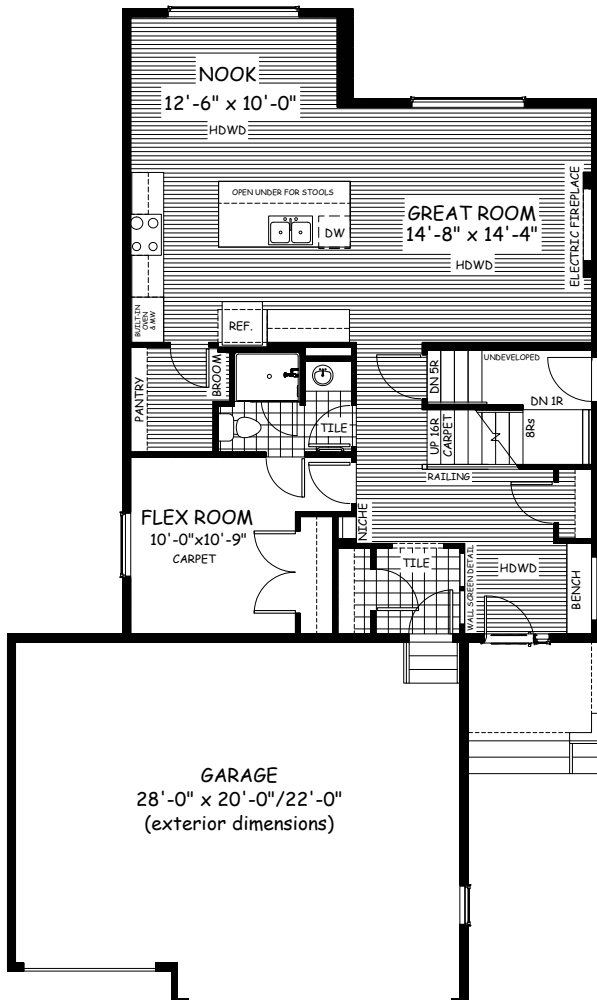 NOOK
12'-6" x 10'-0"
HDWD
OPEN UNDER FOR STOOLS
DW
GREAT ROOM
14'-8" x 14'-4"
HDWD
ELECTRIC FIREPLACE
BUILT-IN
OVEN
& MW
REF.
PANTRY
BROOM
TILE
DN 5R
UNDEVELOPED
DN 1R
UP 16R
CARPET
8Rs
RAILING
FLEX ROOM
10'-0"x10'-9"
CARPET
NICHE
TILE
WALL SCREEN DETAIL
HDWD
BENCH
GARAGE
28'-0" x 20'-0"/22'-0"
(exterior dimensions)